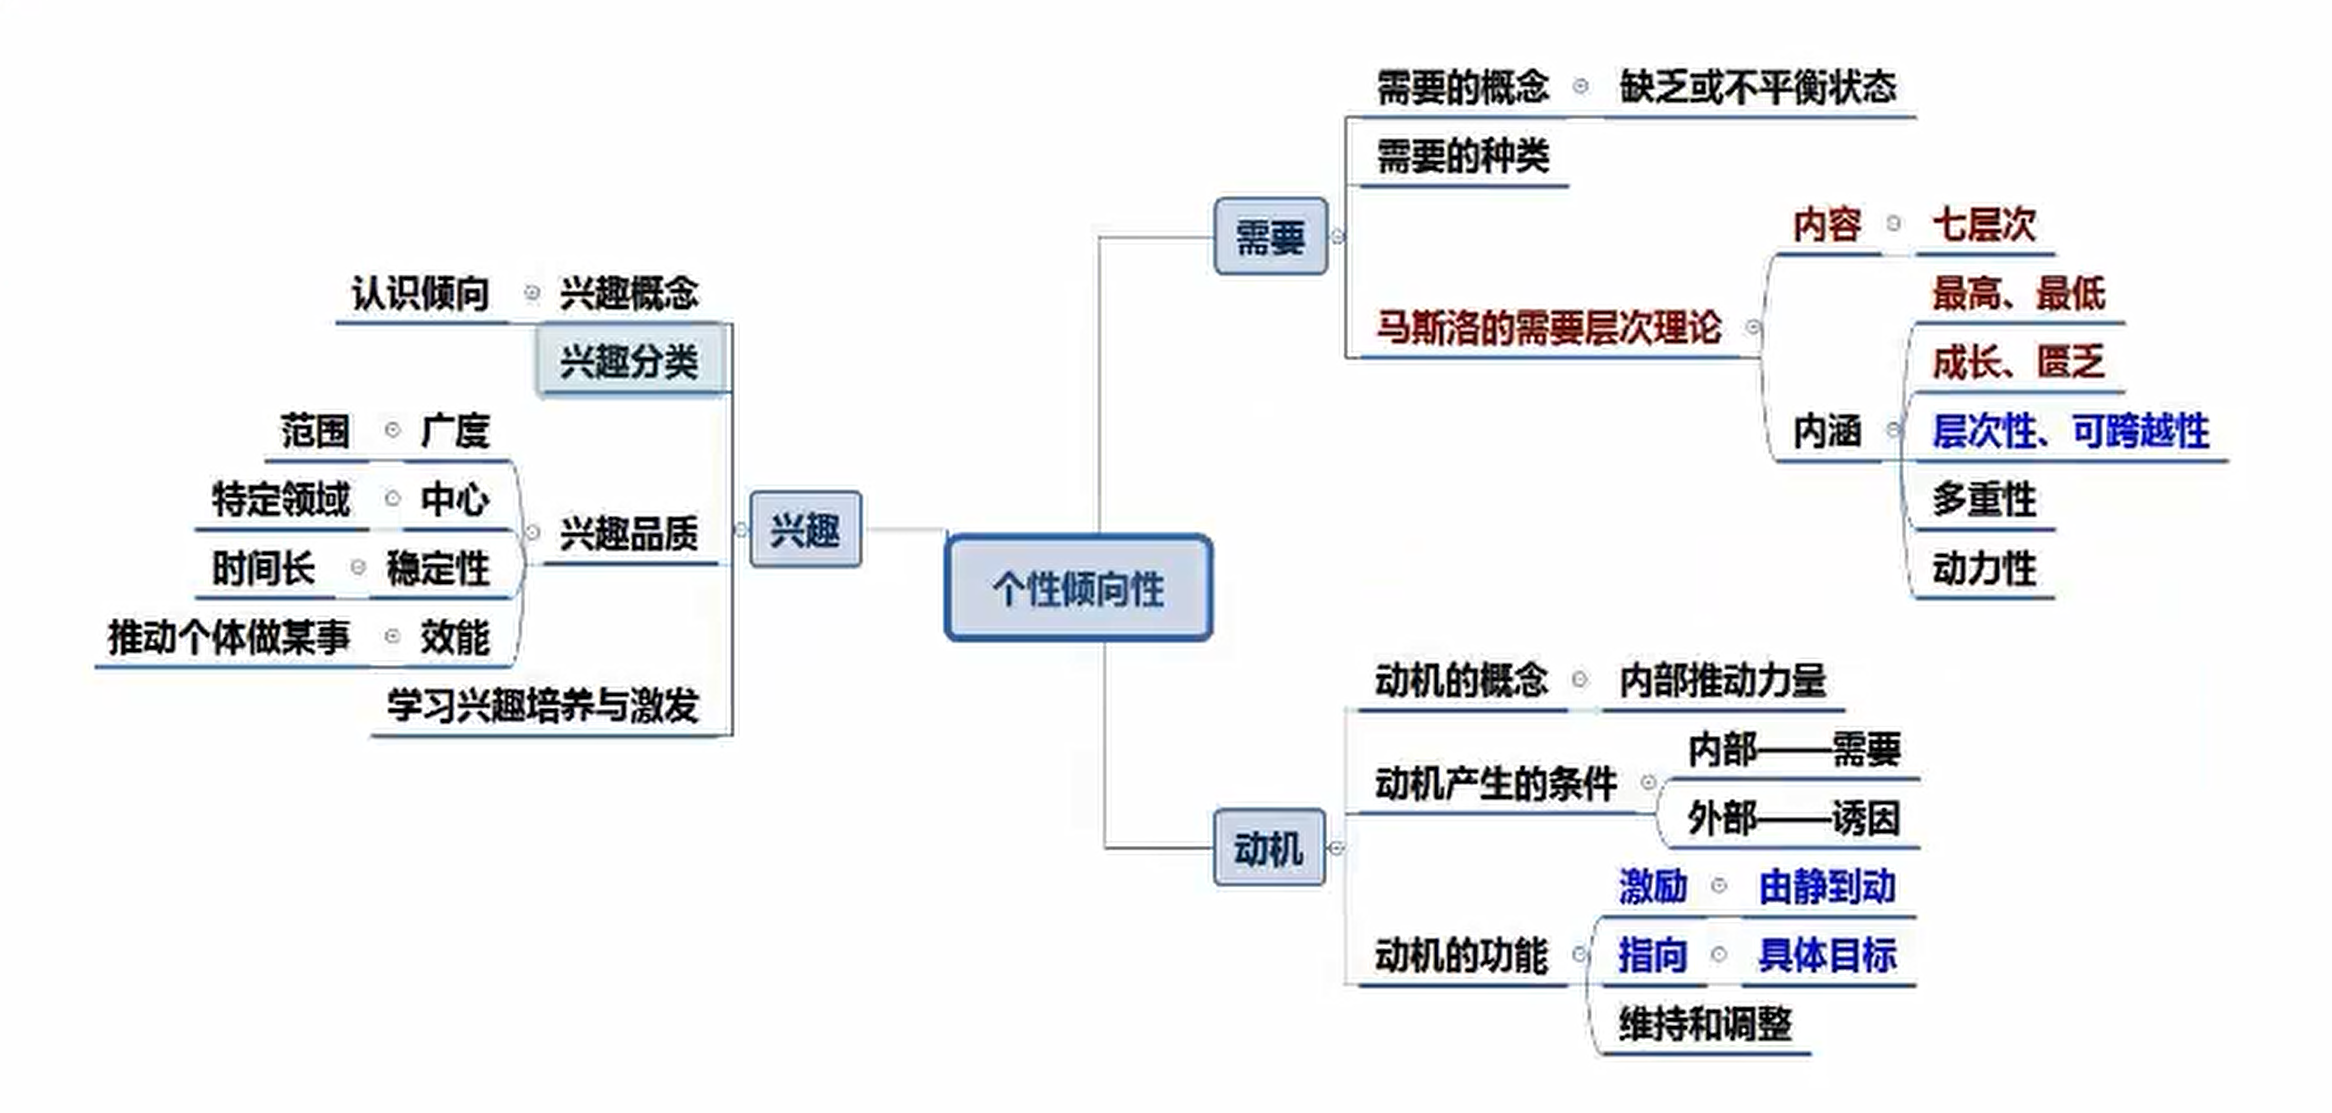 个性倾向性
需要
需要的概念
缺乏或不平衡状态
需要的种类
马斯洛的需要层次理论
内容
七层次
内涵
最高、最低
成长、匮乏
层次性、可跨越性
多重性
动力性
动机
动机的概念
内部推动力量
动机产生的条件
内部——需要
外部——诱因
动机的功能
激励
由静到动
指向
具体目标
维持和调整
兴趣
兴趣概念
认识倾向
兴趣分类
兴趣品质
广度
范围
中心
特定领域
稳定性
时间长
效能
推动个体做某事
学习兴趣培养与激发